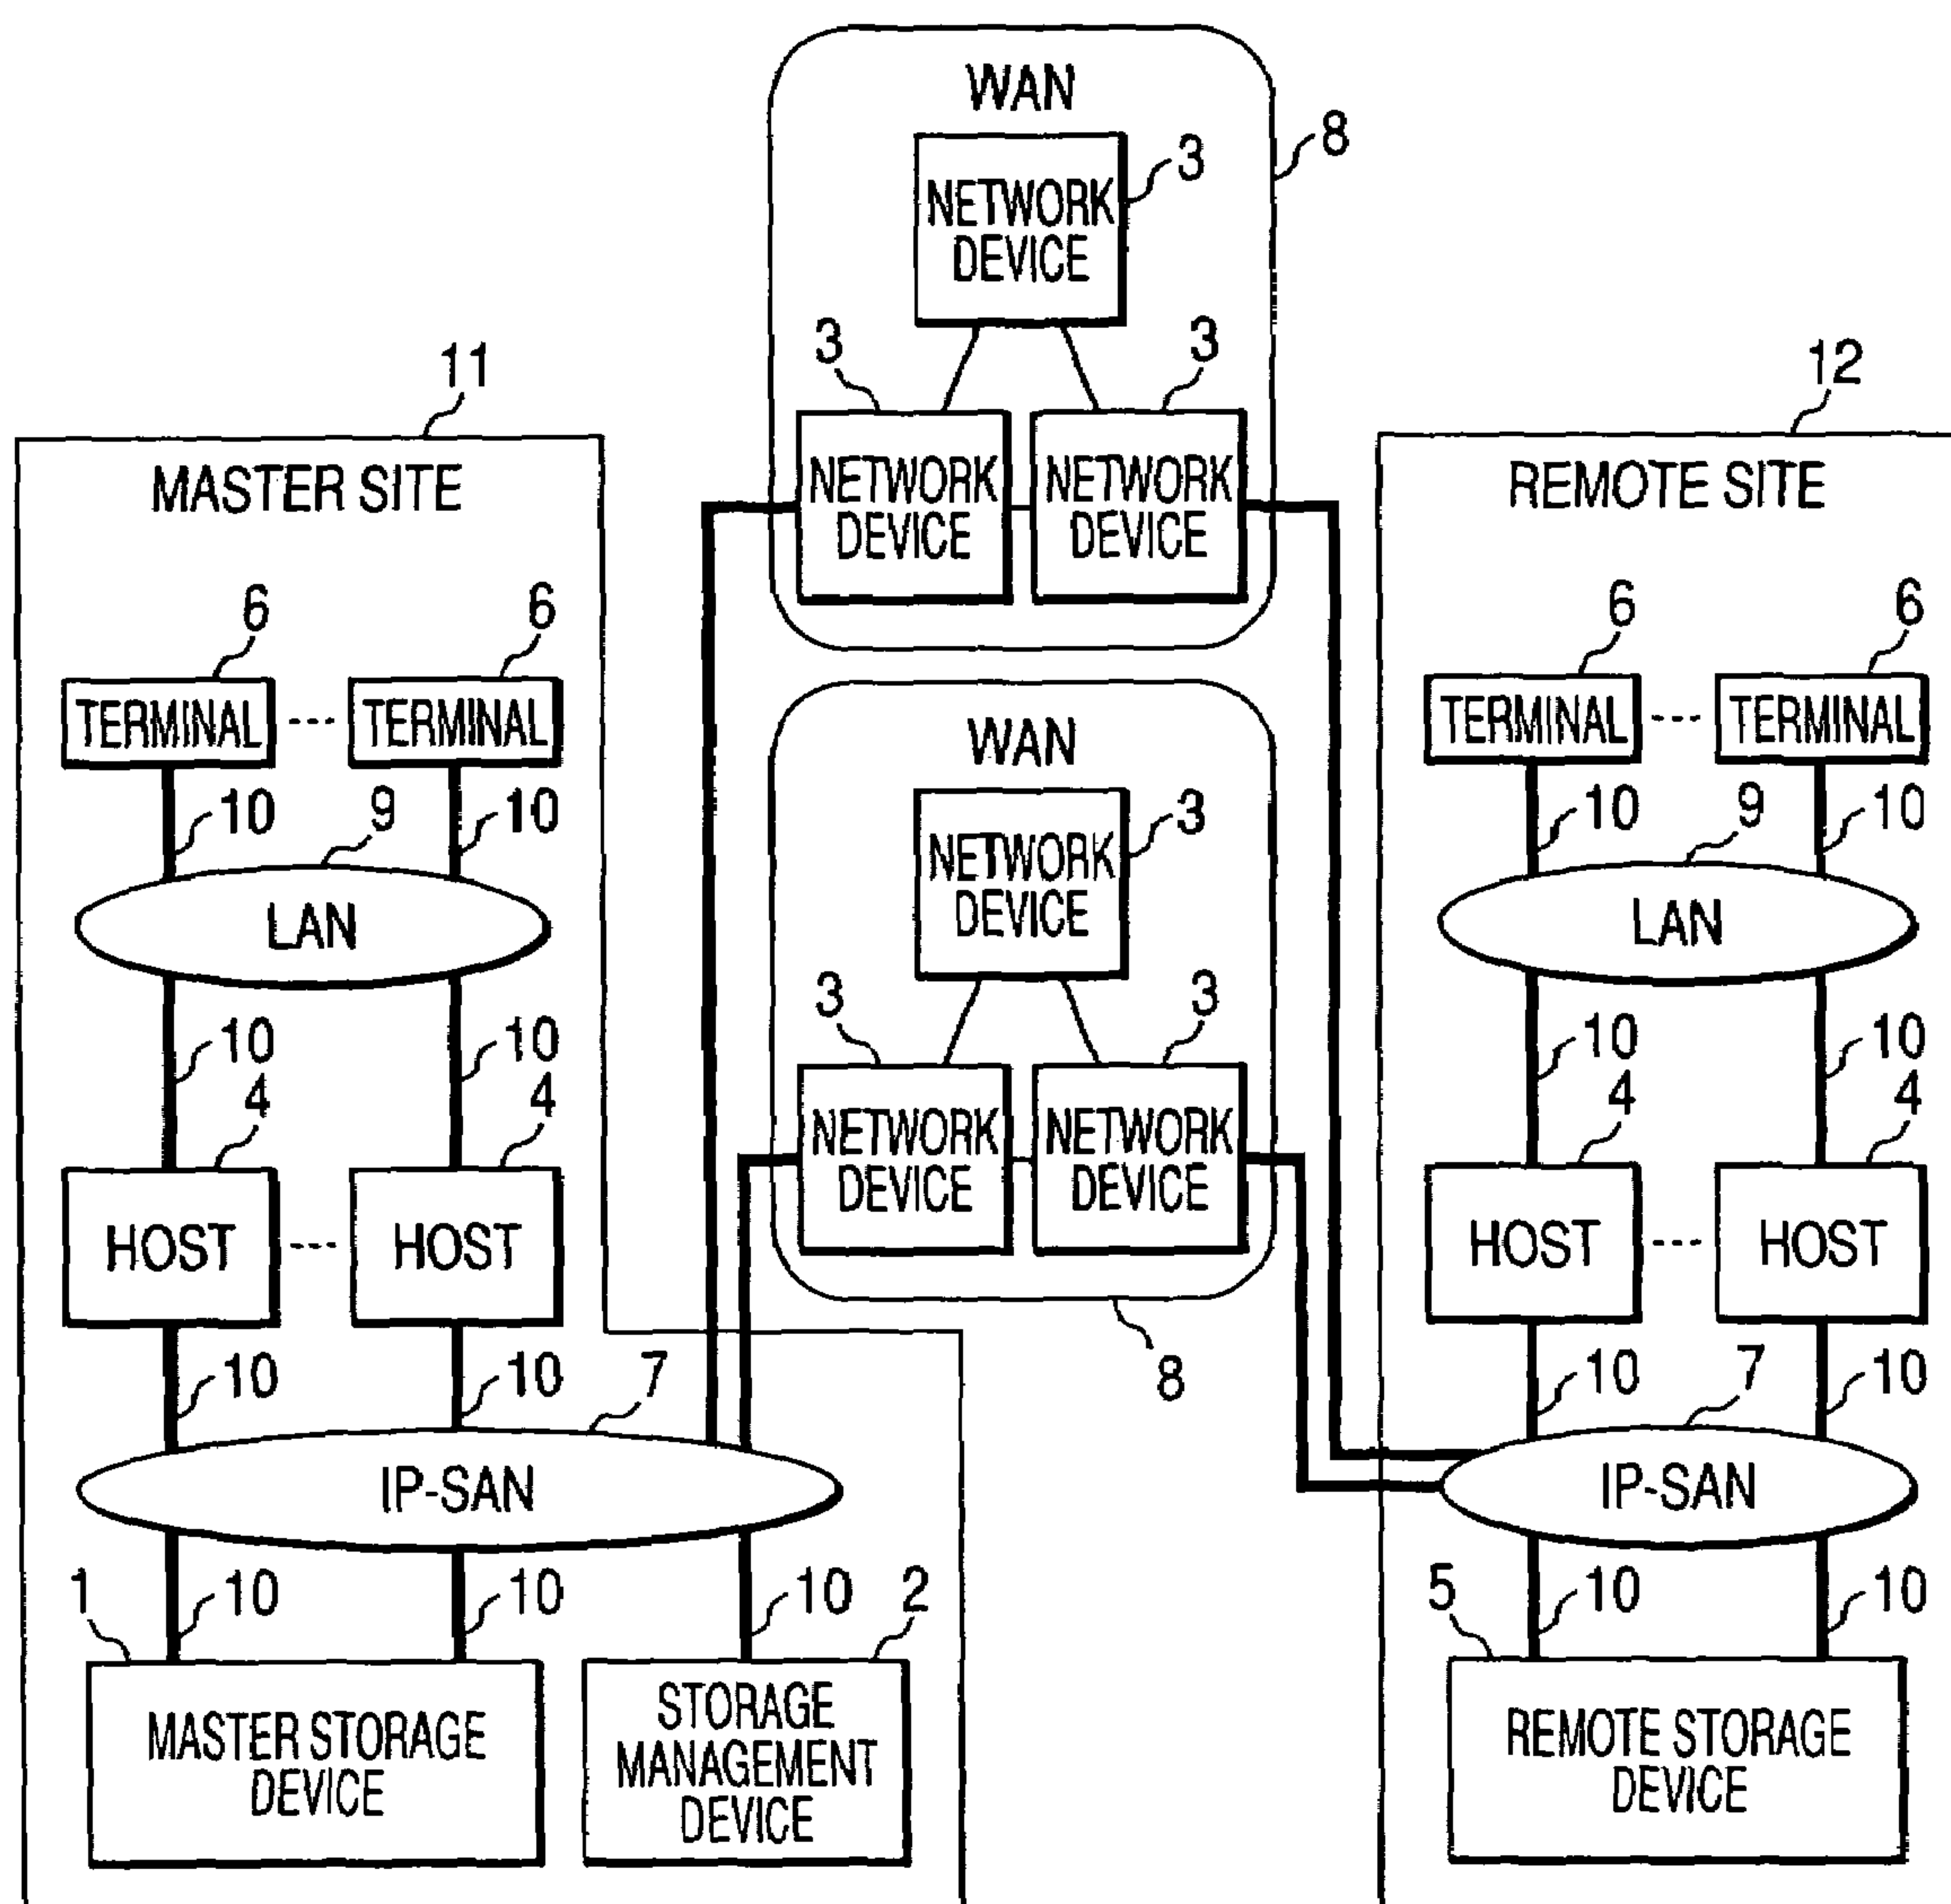 WAN
8
3
NETWORK
DEVICE
3
3
NETWORK
DEVICE
NETWORK
DEVICE
11
MASTER SITE
6
6
TERMINAL
TERMINAL
10
9
10
LAN
10
10
4
4
HOST
HOST
10
10
7
IP-SAN
1
10
10
10
2
MASTER STORAGE
DEVICE
STORAGE
MANAGEMENT
DEVICE
WAN
3
NETWORK
DEVICE
3
3
NETWORK
DEVICE
NETWORK
DEVICE
8
12
REMOTE SITE
6
6
TERMINAL
TERMINAL
10
9
10
LAN
10
10
4
4
HOST
HOST
10
7
10
IP-SAN
5
10
10
REMOTE STORAGE
DEVICE